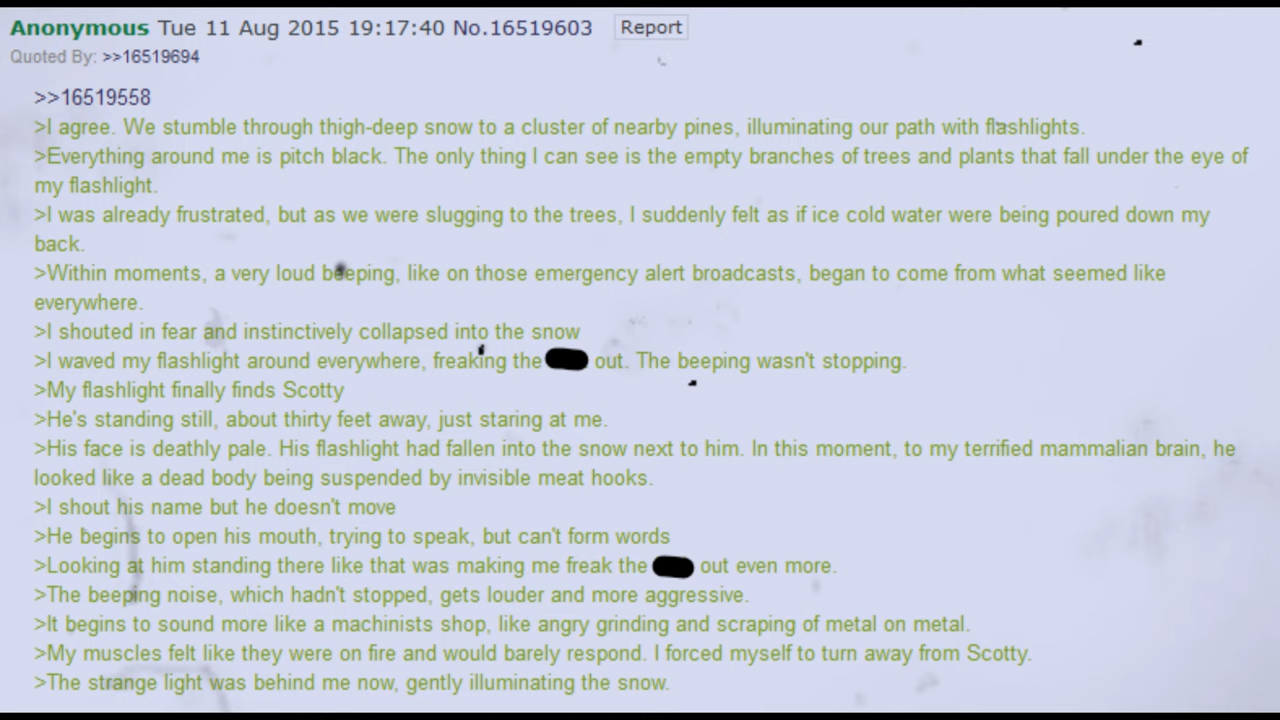 Anonymous Tue 11 Aug 2015 19:17:40 No.16519603 Report
Quoted By: >>16519694
>>16519558
>I agree. We stumble through thigh-deep snow to a cluster of nearby pines, illuminating our path with flashlights.
>Everything around me is pitch black. The only thing I can see is the empty branches of trees and plants that fall under the eye of
my flashlight.
>I was already frustrated, but as we were slugging to the trees, I suddenly felt as if ice cold water were being poured down my
back.
>Within moments, a very loud beeping, like on those emergency alert broadcasts, began to come from what seemed like
everywhere.
>I shouted in fear and instinctively collapsed into the snow
>I waved my flashlight around everywhere, freaking the out. The beeping wasn't stopping.
>My flashlight finally finds Scotty
>He's standing still, about thirty feet away, just staring at me.
>His face is deathly pale. His flashlight had fallen into the snow next to him. In this moment, to my terrified mammalian brain, he
looked like a dead body being suspended by invisible meat hooks.
>I shout his name but he doesn't move
>He begins to open his mouth, trying to speak, but can't form words
>Looking at him standing there like that was making me freak the out even more.
>The beeping noise, which hadn't stopped, gets louder and more aggressive.
>It begins to sound more like a machinists shop, like angry grinding and scraping of metal on metal.
>My muscles felt like they were on fire and would barely respond. I forced myself to turn away from Scotty.
>The strange light was behind me now, gently illuminating the snow.